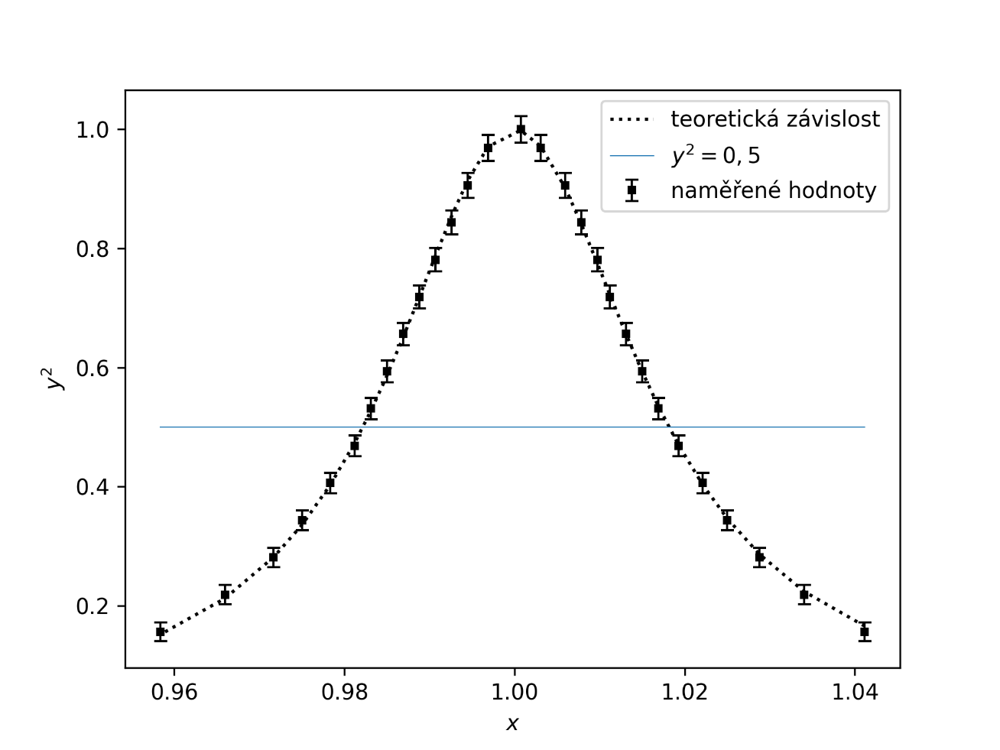 teoretická závislost
y² = 0, 5
naměřené hodnoty
1.0
0.8
0.6
0.4
0.2
y²
0.96 0.98 1.00 1.02 1.04
x